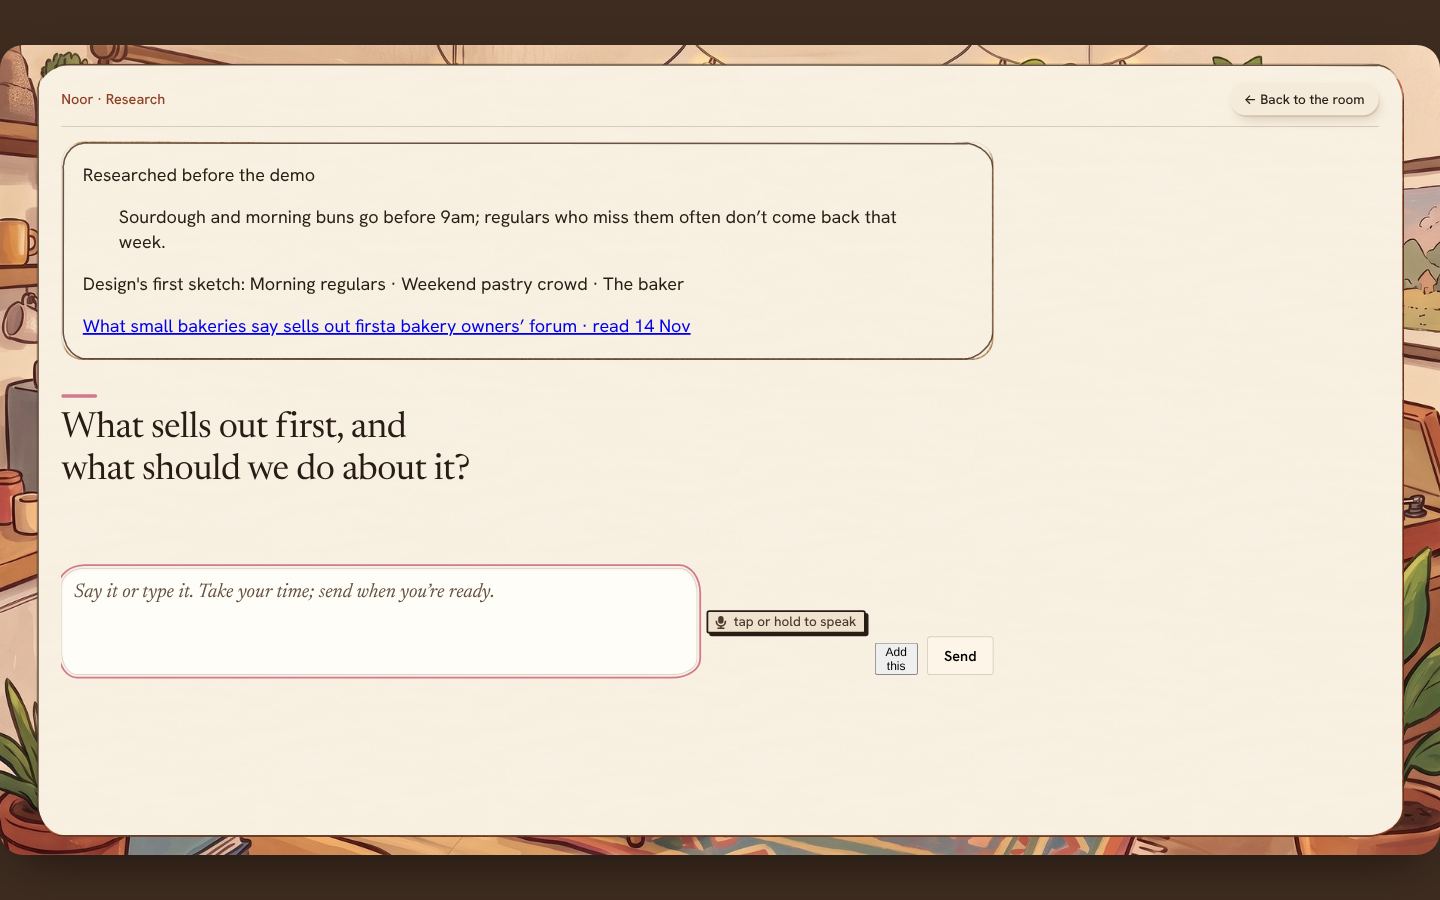 Noor · Research
← Back to the room
Researched before the demo
Sourdough and morning buns go before 9am; regulars who miss them often don’t come back that
week.
Design's first sketch: Morning regulars · Weekend pastry crowd · The baker
What small bakeries say sells out firsta bakery owners’ forum · read 14 Nov
What sells out first, and
what should we do about it?
Say it or type it. Take your time; send when you’re ready.
tap or hold to speak
Add
this
Send